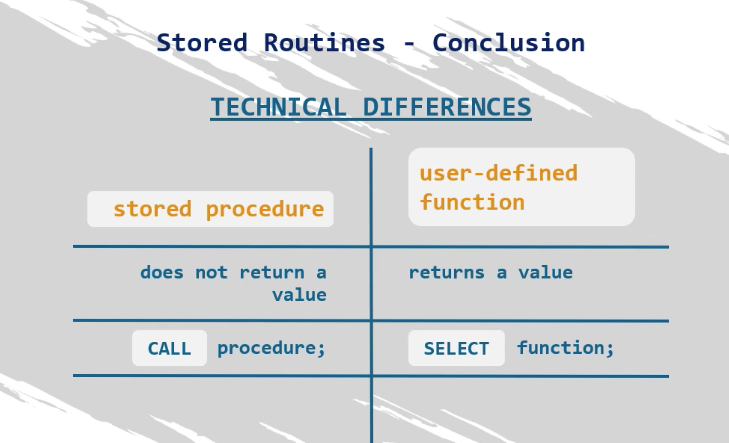 Stored Routines - Conclusion
TECHNICAL DIFFERENCES
stored procedure
user-defined
function
does not return a
value
returns a value
CALL procedure;
SELECT function;